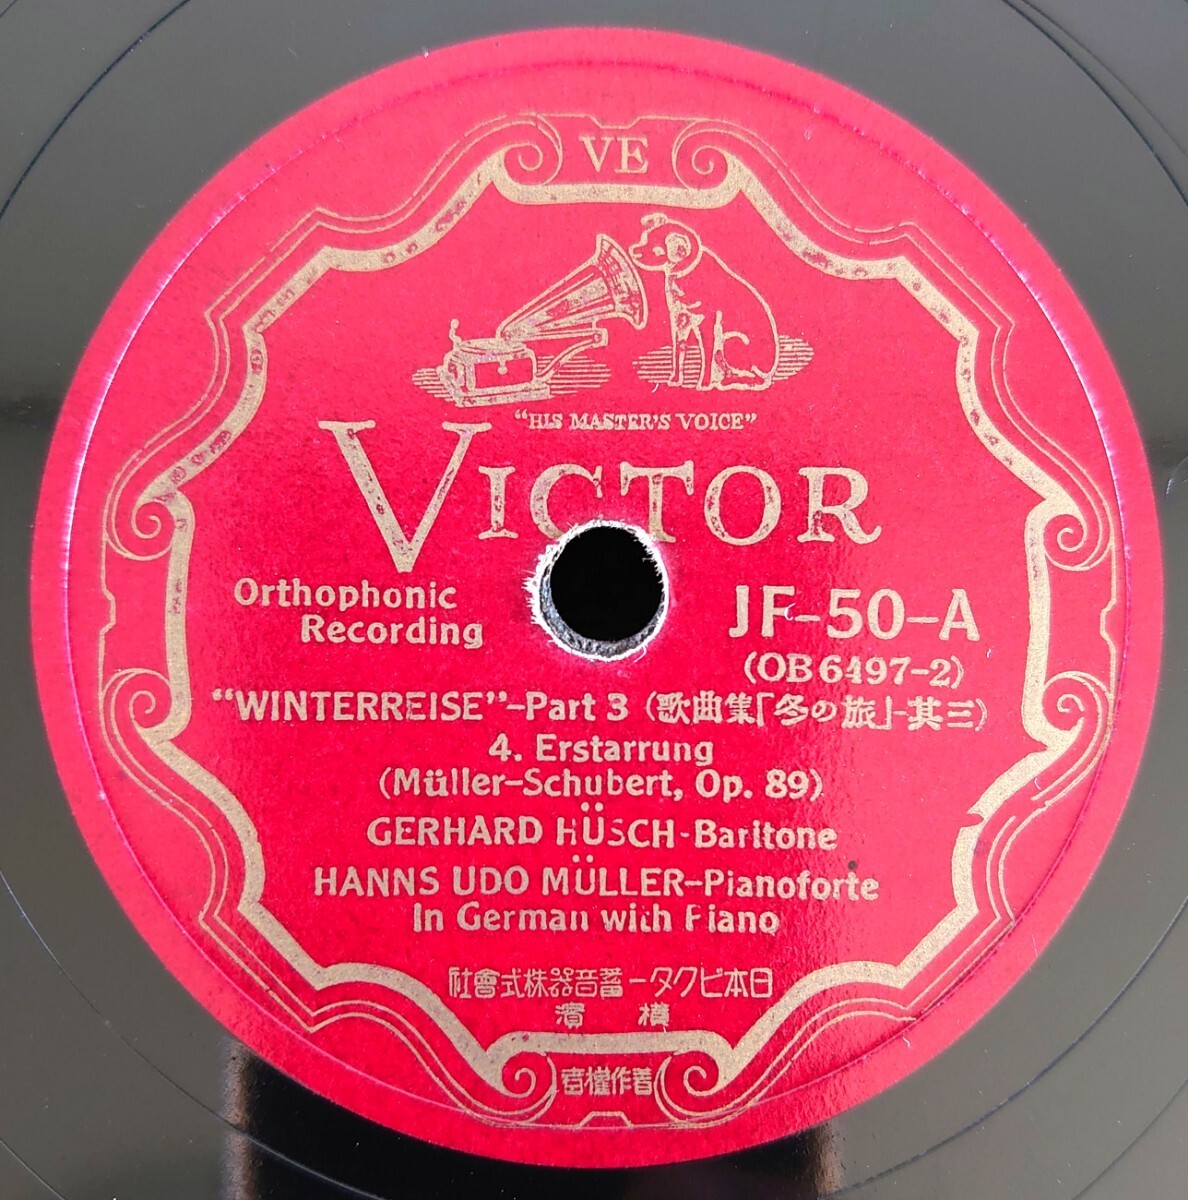 VE
"HIS MASTER'S VOICE"
VICTOR
Orthophonic
Recording
JF-50-A
(OB 6497-2)
"WINTERREISE"-Part 3 (歌曲集「冬の旅」-其三)
4. Erstarrung
(Müller-Schubert, Op. 89)
GERHARD HÜSCH-Baritone
HANNS UDO MÜLLER-Pianoforte
In German with Piano
社會式株器音蓄ータクビ本日
濱橫
音權作著